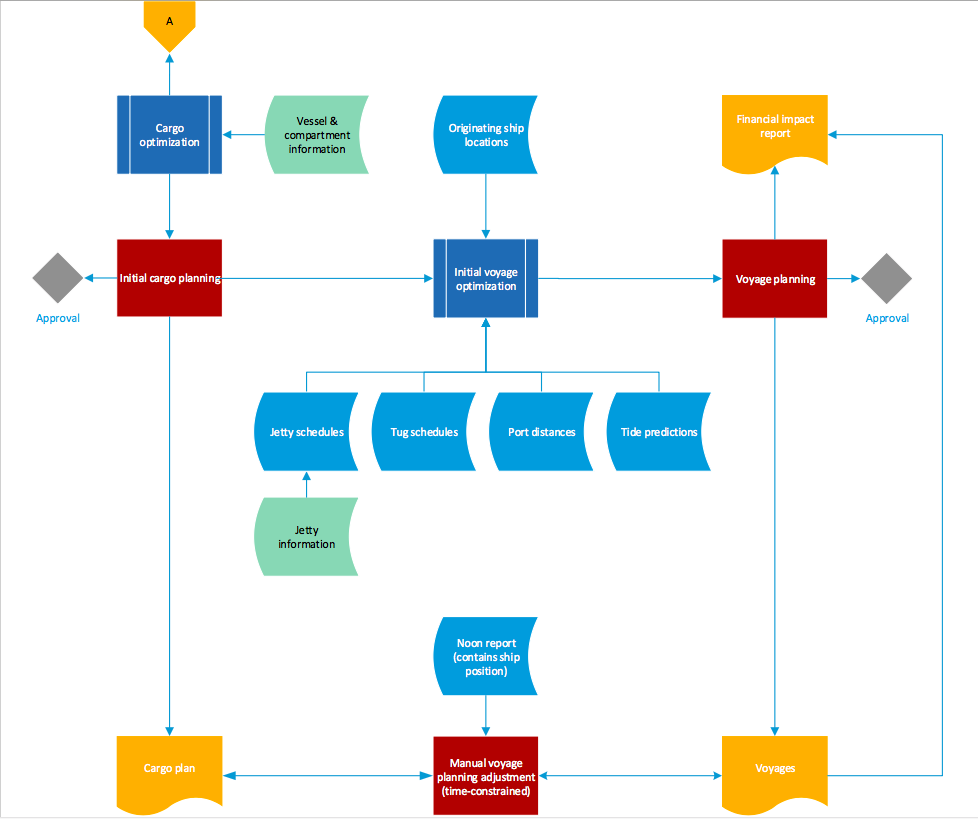 A
Cargo
optimization
Vessel &
compartment
information
Originating ship
locations
Financial impact
report
Initial cargo planning
Initial voyage
optimization
Voyage planning
Approval
Approval
Jetty schedules
Tug schedules
Port distances
Tide predictions
Jetty
information
Noon report
(contains ship
position)
Cargo plan
Manual voyage
planning adjustment
(time-constrained)
Voyages